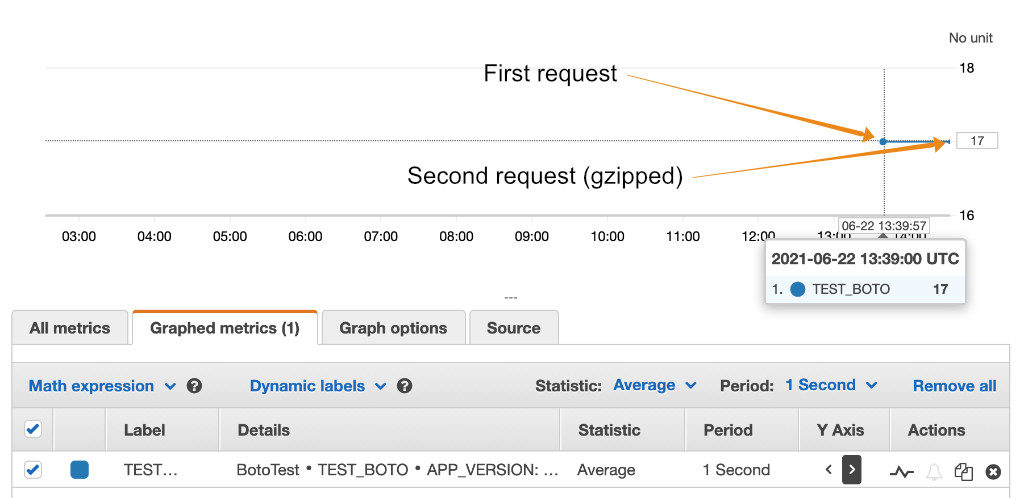 No unit
18
First request
17
Second request (gzipped)
16
03:00 04:00 05:00 06:00 07:00 08:00 09:00 10:00 11:00 12:00 13:00 14:00
06-22 13:39:57
2021-06-22 13:39:00 UTC
1. TEST_BOTO 17
---
All metrics Graphed metrics (1) Graph options Source
Math expression ? Dynamic labels ? Statistic: Average Period: 1 Second Remove all
Label Details Statistic Period Y Axis Actions
TEST... BotoTest • TEST_BOTO • APP_VERSION: ... Average 1 Second < >